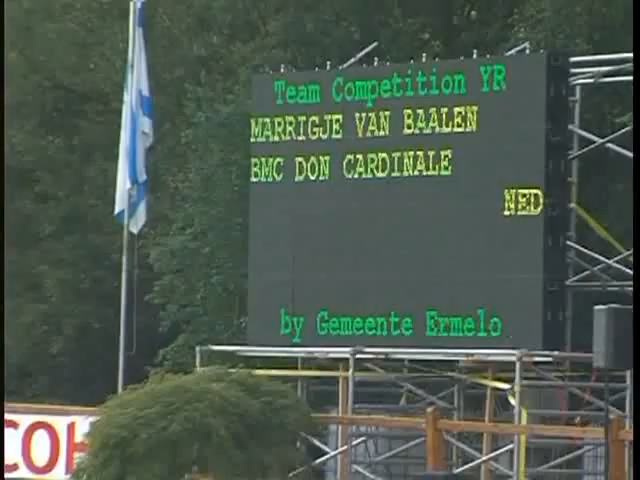 Team Competition YR
MARRIGJE VAN BAALEN
BMC DON CARDINALE
NED
by Gemeente Ermelo